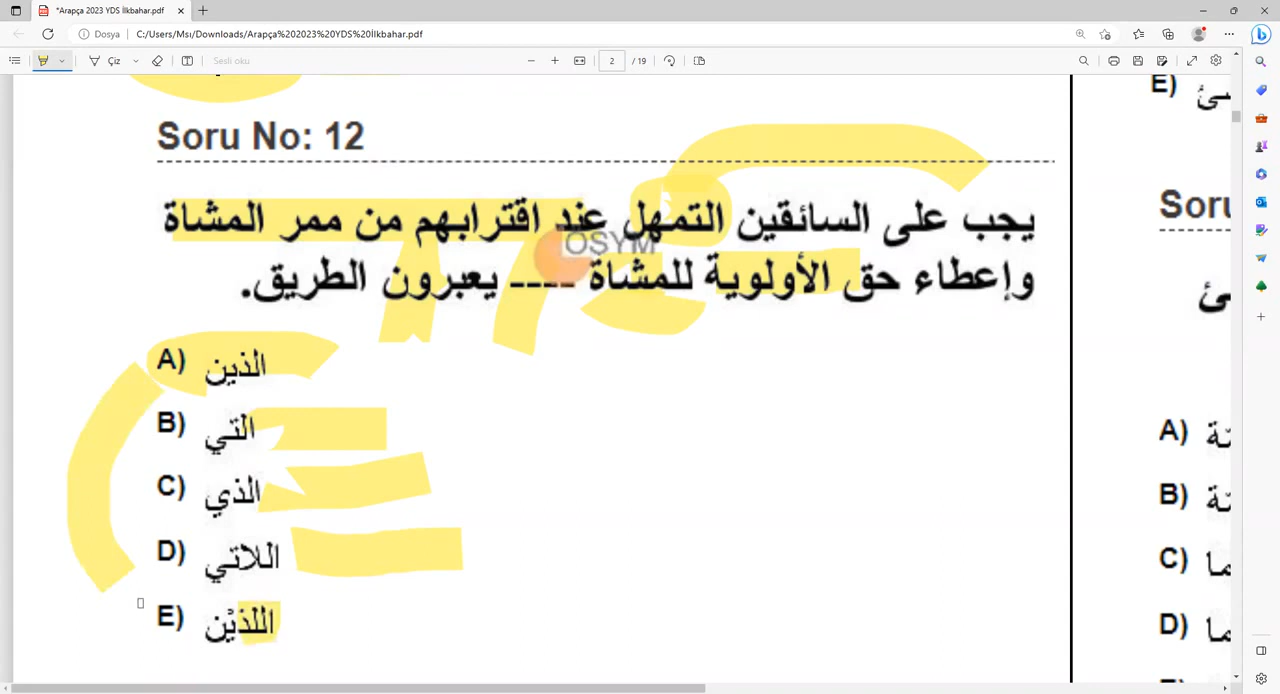 *Arapça 2023 YDS İlkbahar.pdf
Dosya
C:/Users/Msı/Downloads/Arapça%202023%20YDS%20İlkbahar.pdf
Çiz
Sesli oku
2 / 19
Soru No: 12
يجب على السائقين التمهل عند اقترابهم من ممر المشاة
وإعطاء حق الأولوية للمشاة ---- يعبرون الطريق.
ÖSYM
A) الذين
B) التي
C) الذي
D) اللاتي
E) اللذيْن
E)
Soru
A)
B)
C)
D)